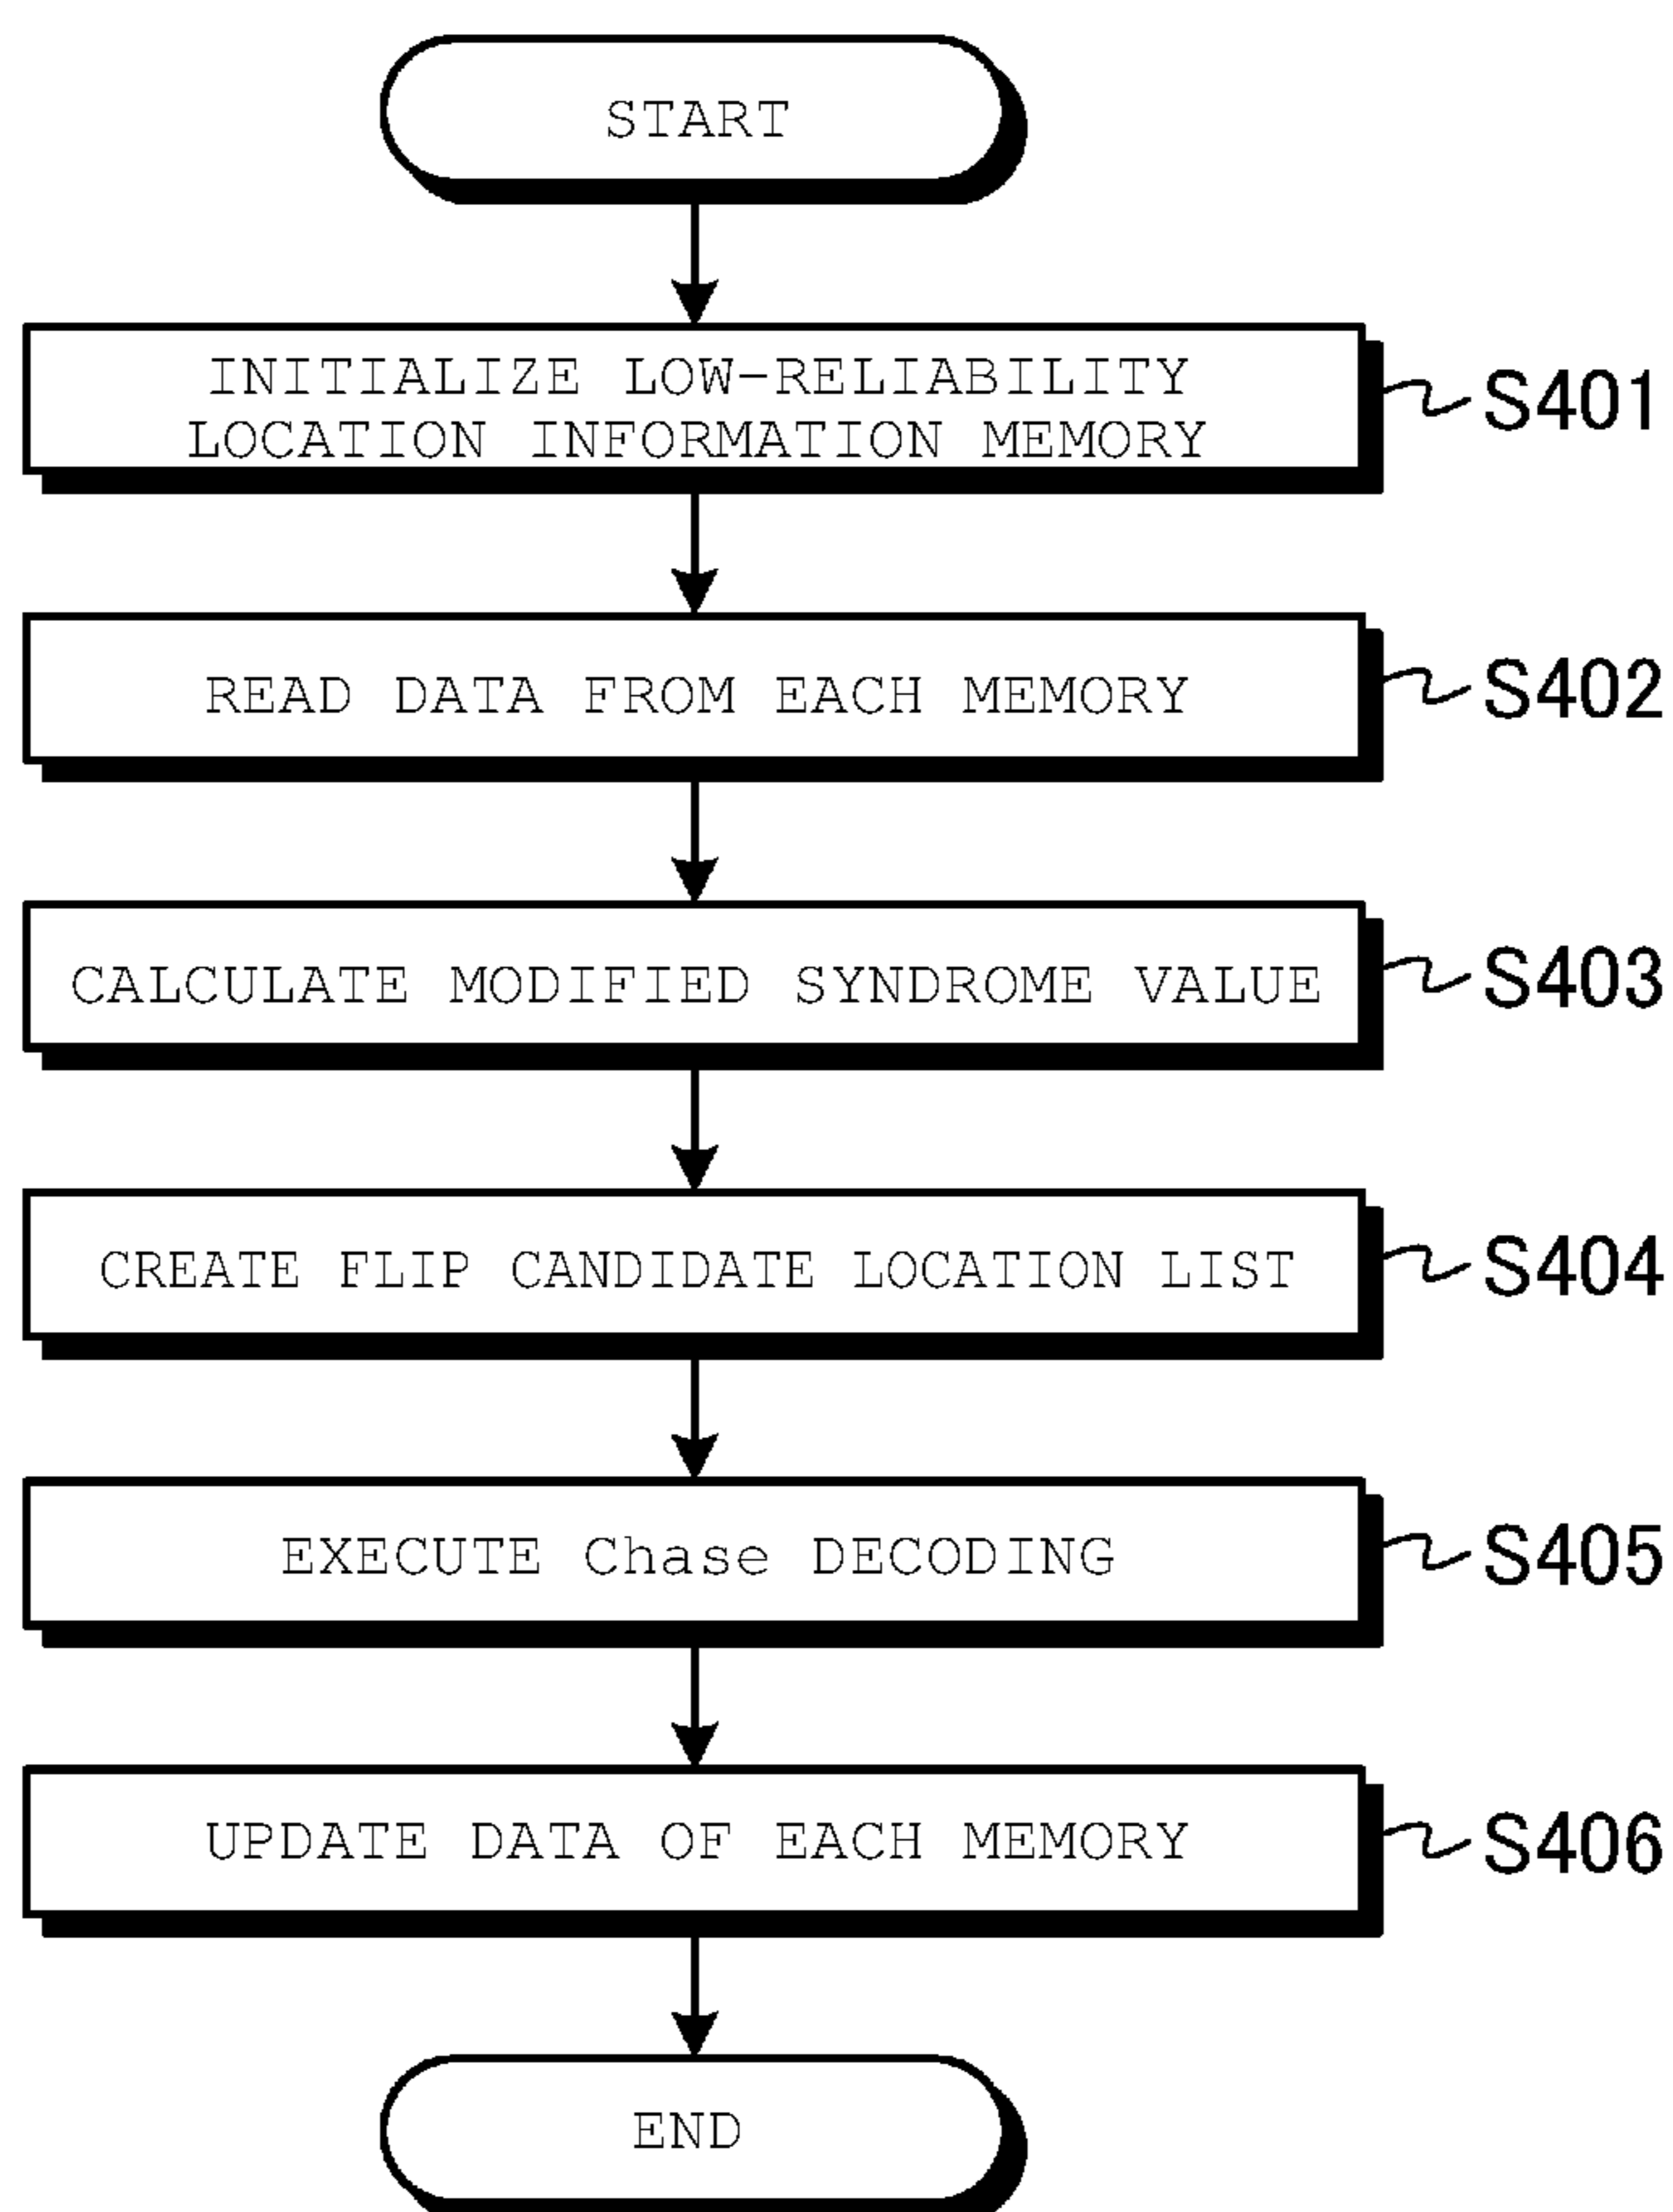 START
INITIALIZE LOW-RELIABILITY
LOCATION INFORMATION MEMORY
S401
READ DATA FROM EACH MEMORY
S402
CALCULATE MODIFIED SYNDROME VALUE
S403
CREATE FLIP CANDIDATE LOCATION LIST
S404
EXECUTE Chase DECODING
S405
UPDATE DATA OF EACH MEMORY
S406
END